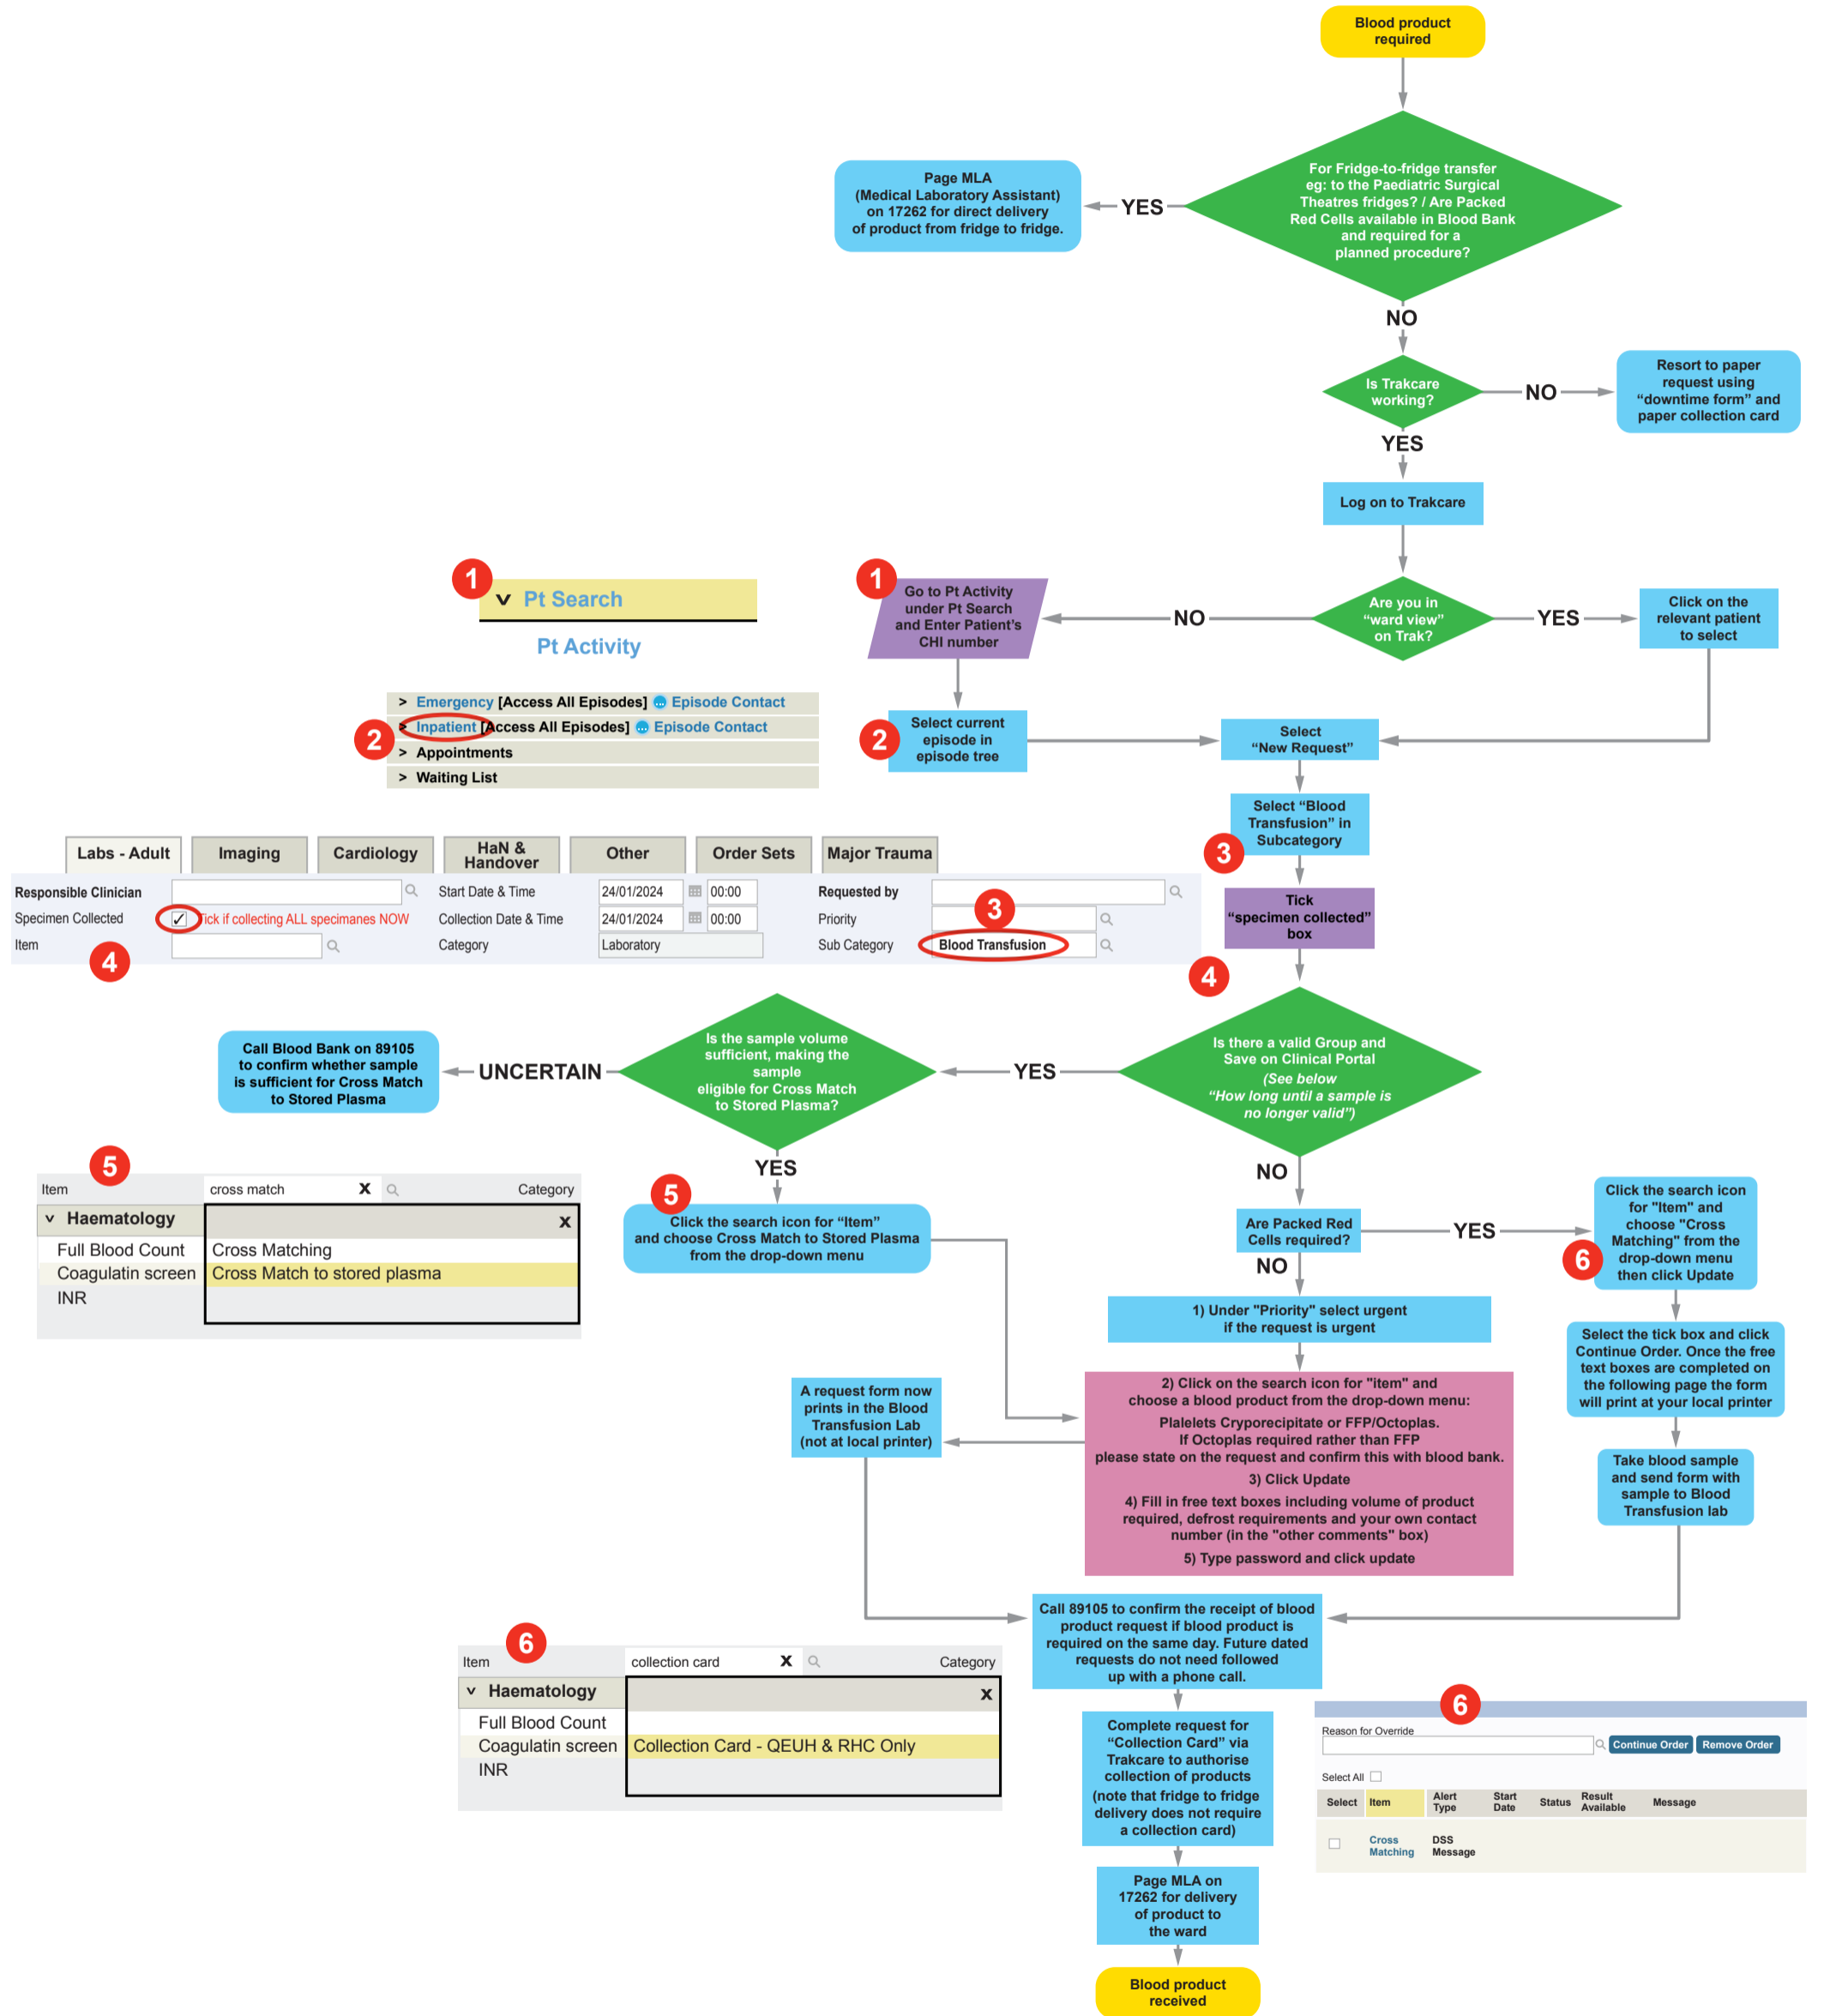 Blood product
required
For Fridge-to-fridge transfer
eg: to the Paediatric Surgical
Theatres fridges? / Are Packed
Red Cells available in Blood Bank
and required for a
planned procedure?
YES
Page MLA
(Medical Laboratory Assistant)
on 17262 for direct delivery
of product from fridge to fridge.
NO
Is Trakcare
working?
NO
Resort to paper
request using
“downtime form” and
paper collection card
YES
Log on to Trakcare
Are you in
“ward view”
on Trak?
YES
Click on the
relevant patient
to select
NO
1
Go to Pt Activity
under Pt Search
and Enter Patient’s
CHI number
1
v Pt Search
Pt Activity
2
> Emergency [Access All Episodes] ... Episode Contact
> Inpatient [Access All Episodes] ... Episode Contact
> Appointments
> Waiting List
2
Select current
episode in
episode tree
Select
“New Request”
Select “Blood
Transfusion” in
Subcategory
3
Tick
“specimen collected”
box
4
Labs - Adult
Imaging
Cardiology
HaN &
Handover
Other
Order Sets
Major Trauma
Responsible Clinician
Start Date & Time
24/01/2024
00:00
Requested by
Specimen Collected
✓
Tick if collecting ALL specimanes NOW
Collection Date & Time
24/01/2024
00:00
Priority
3
Item
4
Category
Laboratory
Sub Category
Blood Transfusion
Is there a valid Group and
Save on Clinical Portal
(See below
“How long until a sample is
no longer valid”)
YES
Is the sample volume
sufficient, making the
sample
eligible for Cross Match
to Stored Plasma?
UNCERTAIN
Call Blood Bank on 89105
to confirm whether sample
is sufficient for Cross Match
to Stored Plasma
YES
5
Click the search icon for “Item”
and choose Cross Match to Stored Plasma
from the drop-down menu
5
Item
cross match
X
Category
v Haematology
X
Full Blood Count
Cross Matching
Coagulatin screen
Cross Match to stored plasma
INR
NO
Are Packed Red
Cells required?
YES
6
Click the search icon
for "Item" and
choose "Cross
Matching" from the
drop-down menu
then click Update
Select the tick box and click
Continue Order. Once the free
text boxes are completed on
the following page the form
will print at your local printer
Take blood sample
and send form with
sample to Blood
Transfusion lab
NO
1) Under "Priority" select urgent
if the request is urgent
2) Click on the search icon for "item" and
choose a blood product from the drop-down menu:
Plalelets Cryporecipitate or FFP/Octoplas.
If Octoplas required rather than FFP
please state on the request and confirm this with blood bank.
3) Click Update
4) Fill in free text boxes including volume of product
required, defrost requirements and your own contact
number (in the "other comments" box)
5) Type password and click update
A request form now
prints in the Blood
Transfusion Lab
(not at local printer)
Call 89105 to confirm the receipt of blood
product request if blood product is
required on the same day. Future dated
requests do not need followed
up with a phone call.
Complete request for
“Collection Card” via
Trakcare to authorise
collection of products
(note that fridge to fridge
delivery does not require
a collection card)
Page MLA on
17262 for delivery
of product to
the ward
Blood product
received
6
Item
collection card
X
Category
v Haematology
X
Full Blood Count
Coagulatin screen
Collection Card - QEUH & RHC Only
INR
6
Reason for Override
Continue Order
Remove Order
Select All
Select
Item
Alert
Type
Start
Date
Status
Result
Available
Message
Cross
Matching
DSS
Message